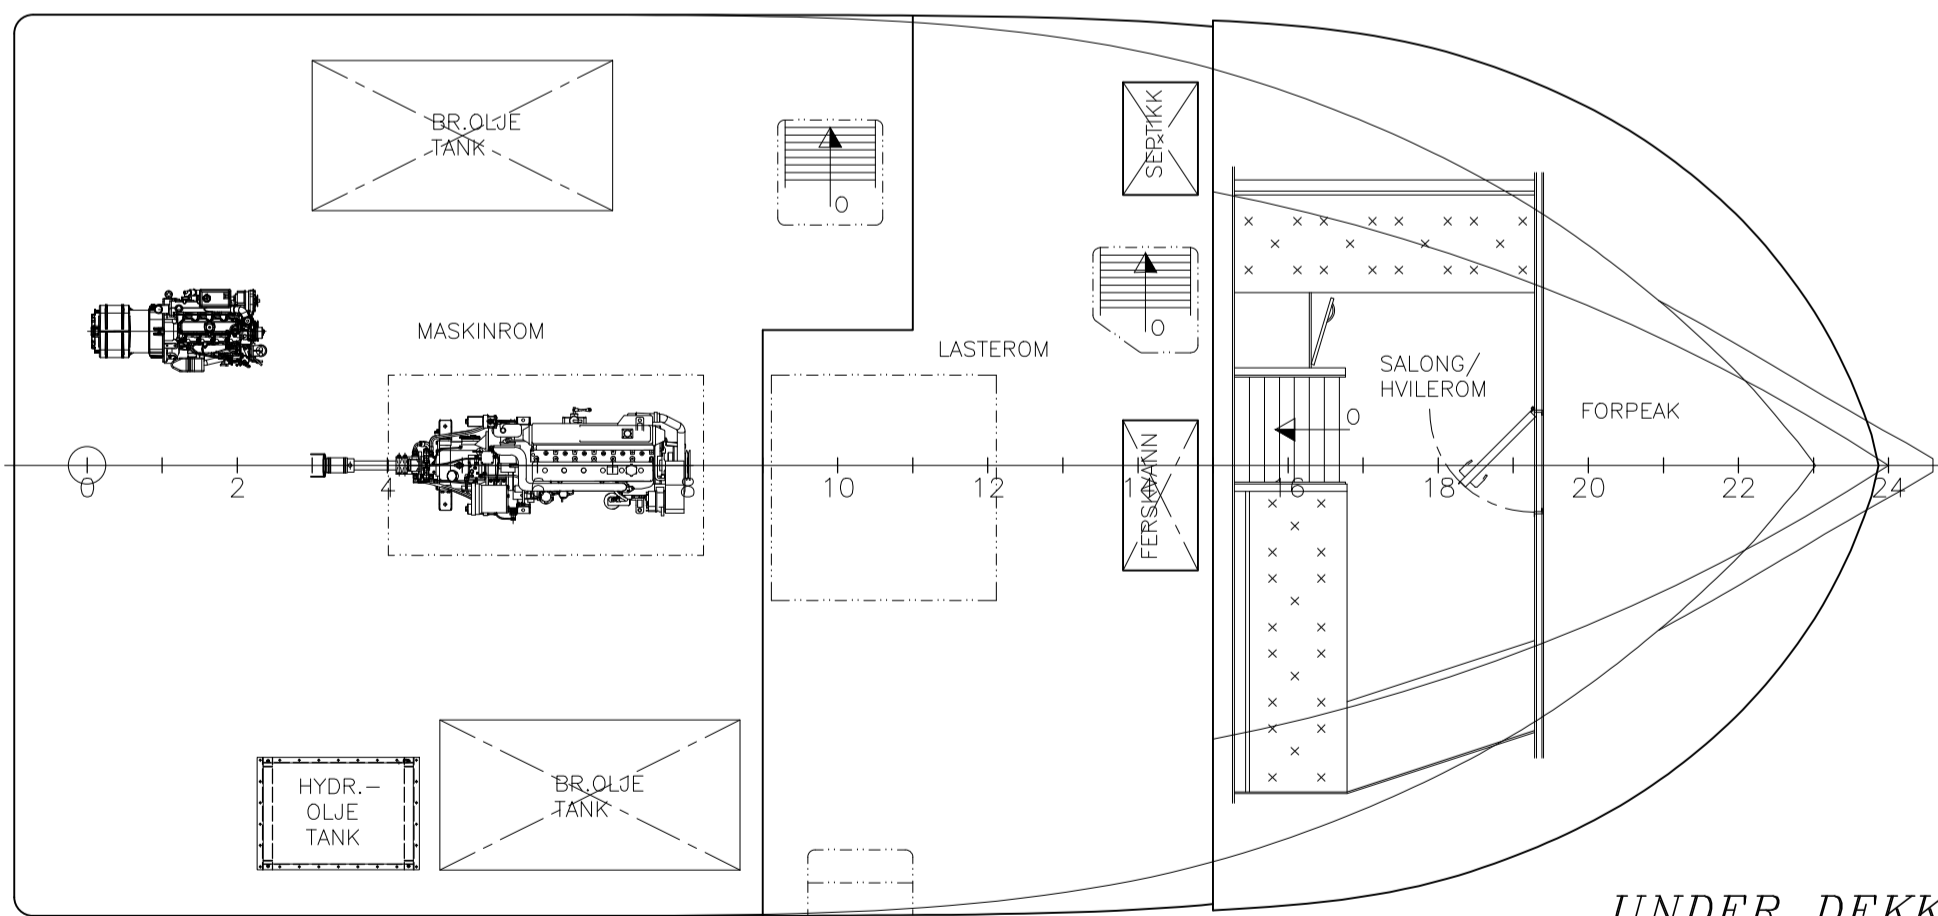 BR.OLJE
TANK
SEPTIKK
O
MASKINROM
LASTEROM
O
SALONG/
HVILEROM
O
FORPEAK
FERSKVANN
0 2 4 8 10 12 14 16 18 20 22 24
HYDR.-
OLJE
TANK
BR.OLJE
TANK
UNDER DEKK